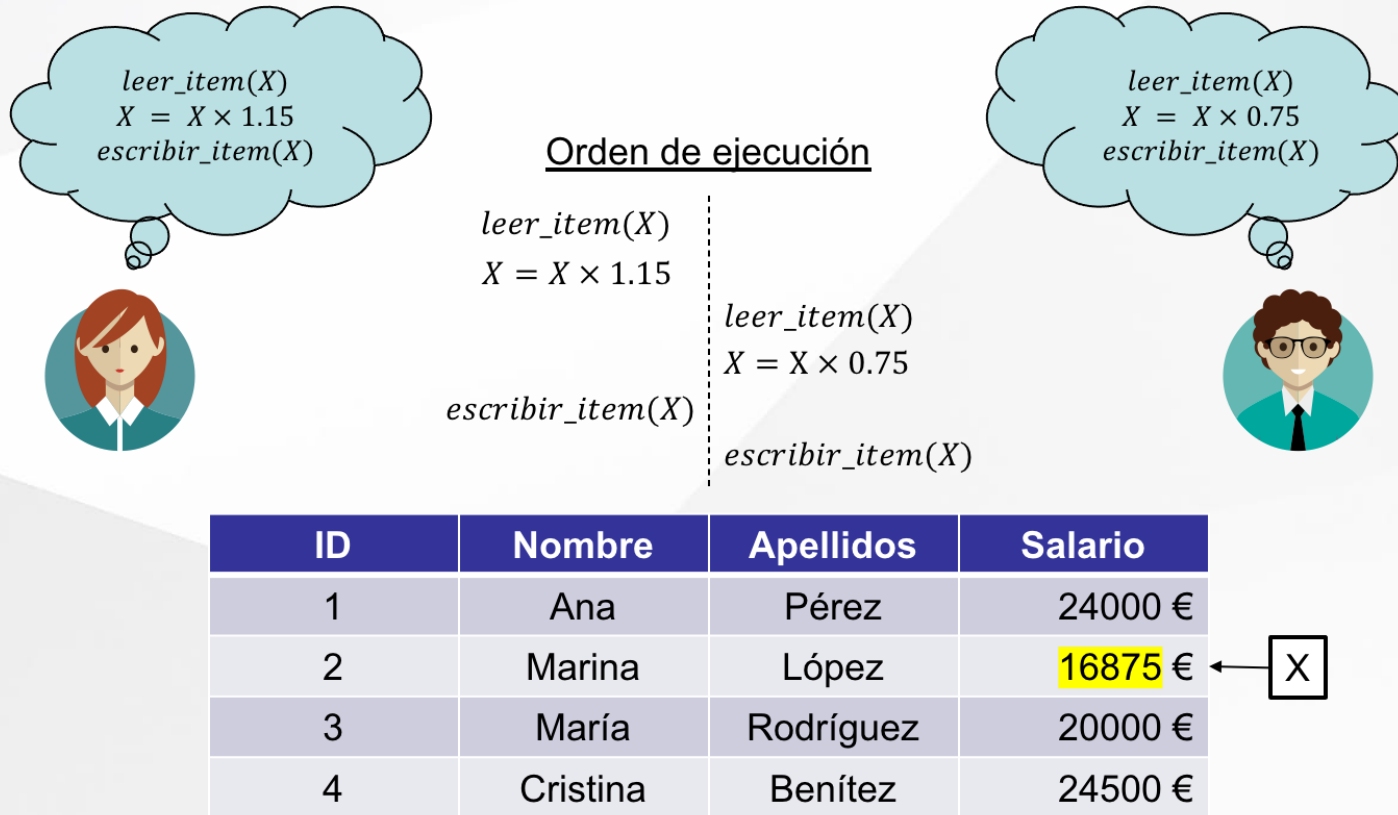 leer_item(X)
X = X × 1.15
escribir_item(X)
leer_item(X)
X = X × 0.75
escribir_item(X)
Orden de ejecución
leer_item(X)
X = X × 1.15
leer_item(X)
X = X × 0.75
escribir_item(X)
escribir_item(X)
ID Nombre Apellidos Salario
1 Ana Pérez 24000 €
2 Marina López 16875 € X
3 María Rodríguez 20000 €
4 Cristina Benítez 24500 €